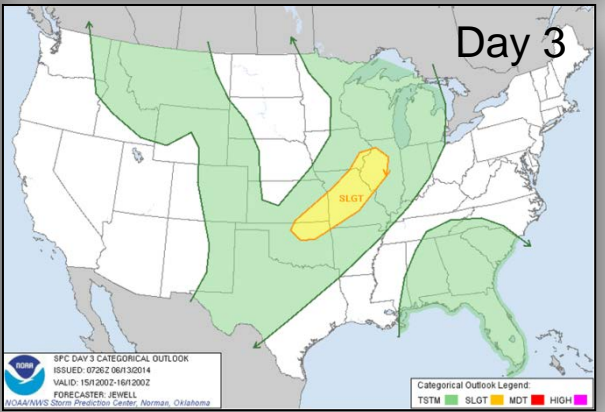 Day 3
SLGT
NOAA
SPC DAY 3 CATEGORICAL OUTLOOK
ISSUED: 0726Z 06/13/2014
VALID: 15/1200Z-16/1200Z
FORECASTER: JEWELL
NOAA/NWS Storm Prediction Center, Norman, Oklahoma
Categorical Outlook Legend:
TSTM SLGT MDT HIGH